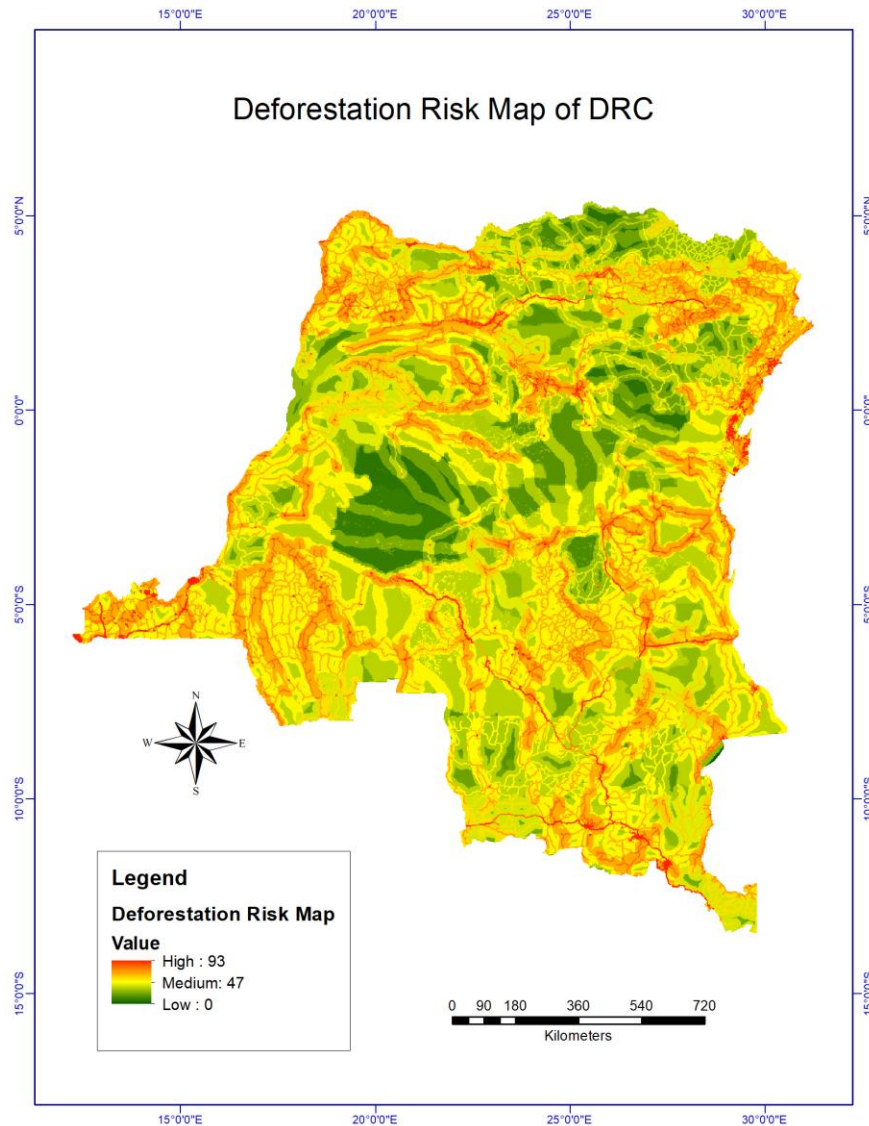 15°0'0"E 20°0'0"E 25°0'0"E 30°0'0"E
Deforestation Risk Map of DRC
5°0'0"N 5°0'0"N
0°0'0" 0°0'0"
5°0'0"S 5°0'0"S
N
W E
S
10°0'0"S 10°0'0"S
Legend
Deforestation Risk Map
Value
High : 93
Medium: 47
Low : 0
15°0'0"S 15°0'0"S
0 90 180 360 540 720
Kilometers
15°0'0"E 20°0'0"E 25°0'0"E 30°0'0"E